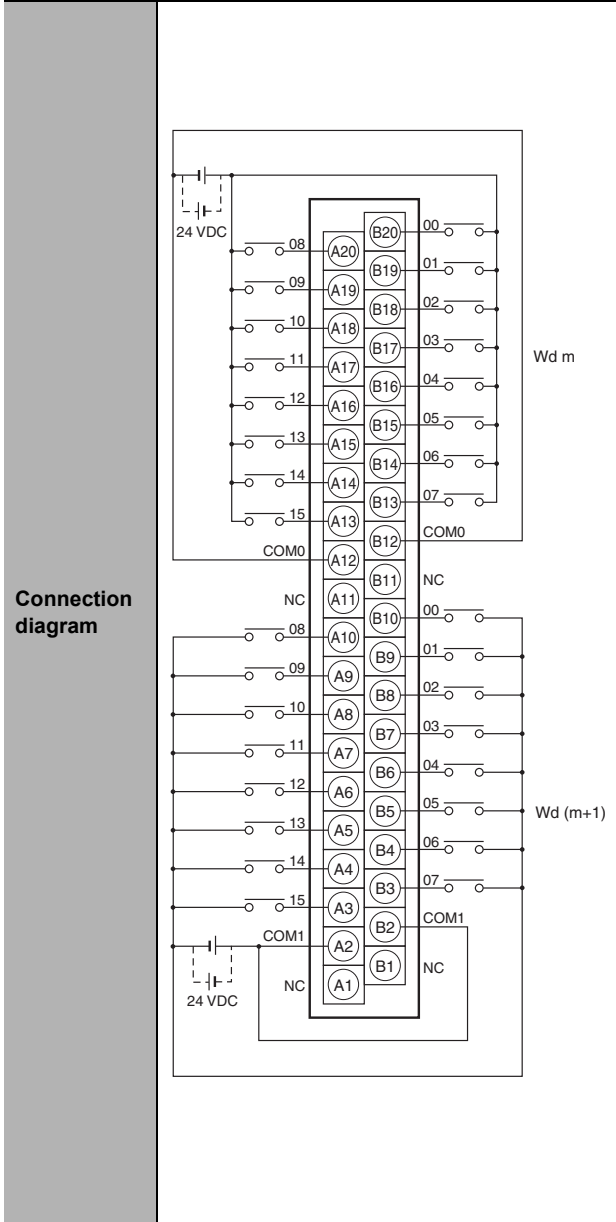 Connection
diagram
24 VDC
08 A20 B20 00
09 A19 B19 01
10 A18 B18 02
11 A17 B17 03
Wd m
12 A16 B16 04
13 A15 B15 05
14 A14 B14 06
15 A13 B13 07
COM0 A12 B12 COM0
NC A11 B11 NC
08 A10 B10 00
09 A9 B9 01
10 A8 B8 02
11 A7 B7 03
12 A6 B6 04
13 A5 B5 05
Wd (m+1)
14 A4 B4 06
15 A3 B3 07
COM1 A2 B2 COM1
NC A1 B1 NC
24 VDC